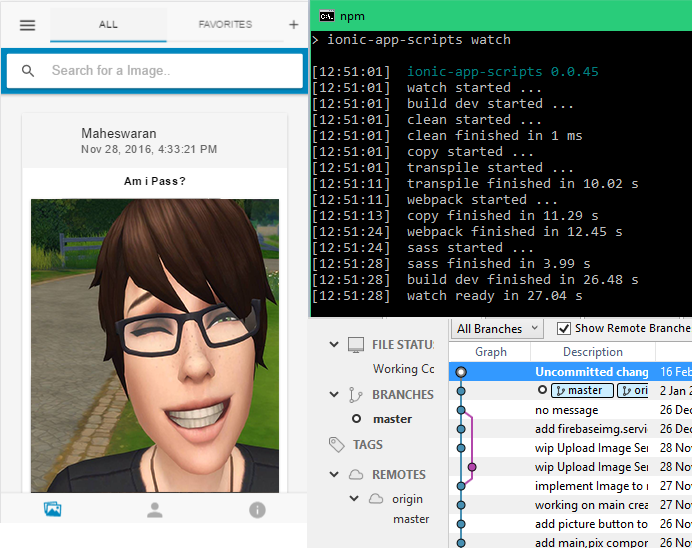 ALL
FAVORITES
Search for a Image..
Maheswaran
Nov 28, 2016, 4:33:21 PM
Am i Pass?
npm
> ionic-app-scripts watch
[12:51:01] ionic-app-scripts 0.0.45
[12:51:01] watch started ...
[12:51:01] build dev started ...
[12:51:01] clean started ...
[12:51:01] clean finished in 1 ms
[12:51:01] copy started ...
[12:51:01] transpile started ...
[12:51:11] transpile finished in 10.02 s
[12:51:11] webpack started ...
[12:51:13] copy finished in 11.29 s
[12:51:24] webpack finished in 12.45 s
[12:51:24] sass started ...
[12:51:28] sass finished in 3.99 s
[12:51:28] build dev finished in 26.48 s
[12:51:28] watch ready in 27.04 s
FILE STATUS
Working Co
BRANCHES
master
TAGS
REMOTES
origin
master
All Branches
Show Remote Branche
Graph
Description
Uncommitted chang 16 Feb
master ori 2 Jan 2
no message 26 Dec
add firebaseimg.servi 26 Dec
wip Upload Image Ser 28 Nov
wip Upload Image Ser 28 Nov
implement Image to r 27 Nov
working on main crea 27 Nov
add picture button to 27 No
add main,pix compor 27 No